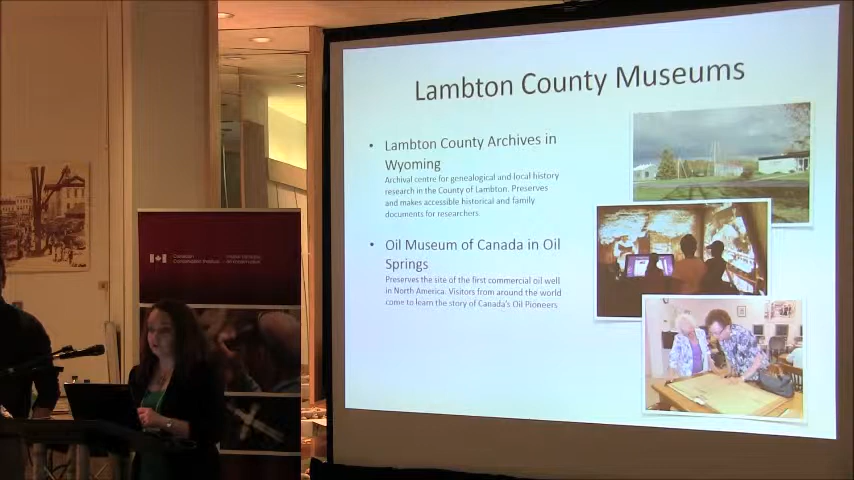 Lambton County Museums
• Lambton County Archives in
Wyoming
Archival centre for genealogical and local history
research in the County of Lambton. Preserves
and makes accessible historical and family
documents for researchers.
• Oil Museum of Canada in Oil
Springs
Preserves the site of the first commercial oil well
in North America. Visitors from around the world
come to learn the story of Canada's Oil Pioneers
Canadian
Conservation Institute